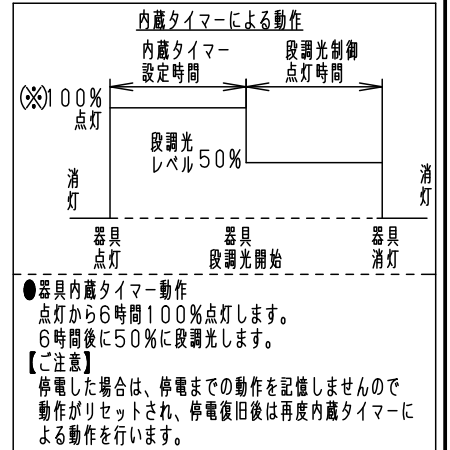 内蔵タイマーによる動作
内蔵タイマー
設定時間
段調光制御
点灯時間
(※)100%
点灯
段調光
レベル50%
消
灯
消
灯
器具
点灯
器具
段調光開始
器具
消灯
●器具内蔵タイマー動作
点灯から6時間100%点灯します。
6時間後に50%に段調光します。
【ご注意】
停電した場合は、停電までの動作を記憶しませんので
動作がリセットされ、停電復旧後は再度内蔵タイマーに
よる動作を行います。